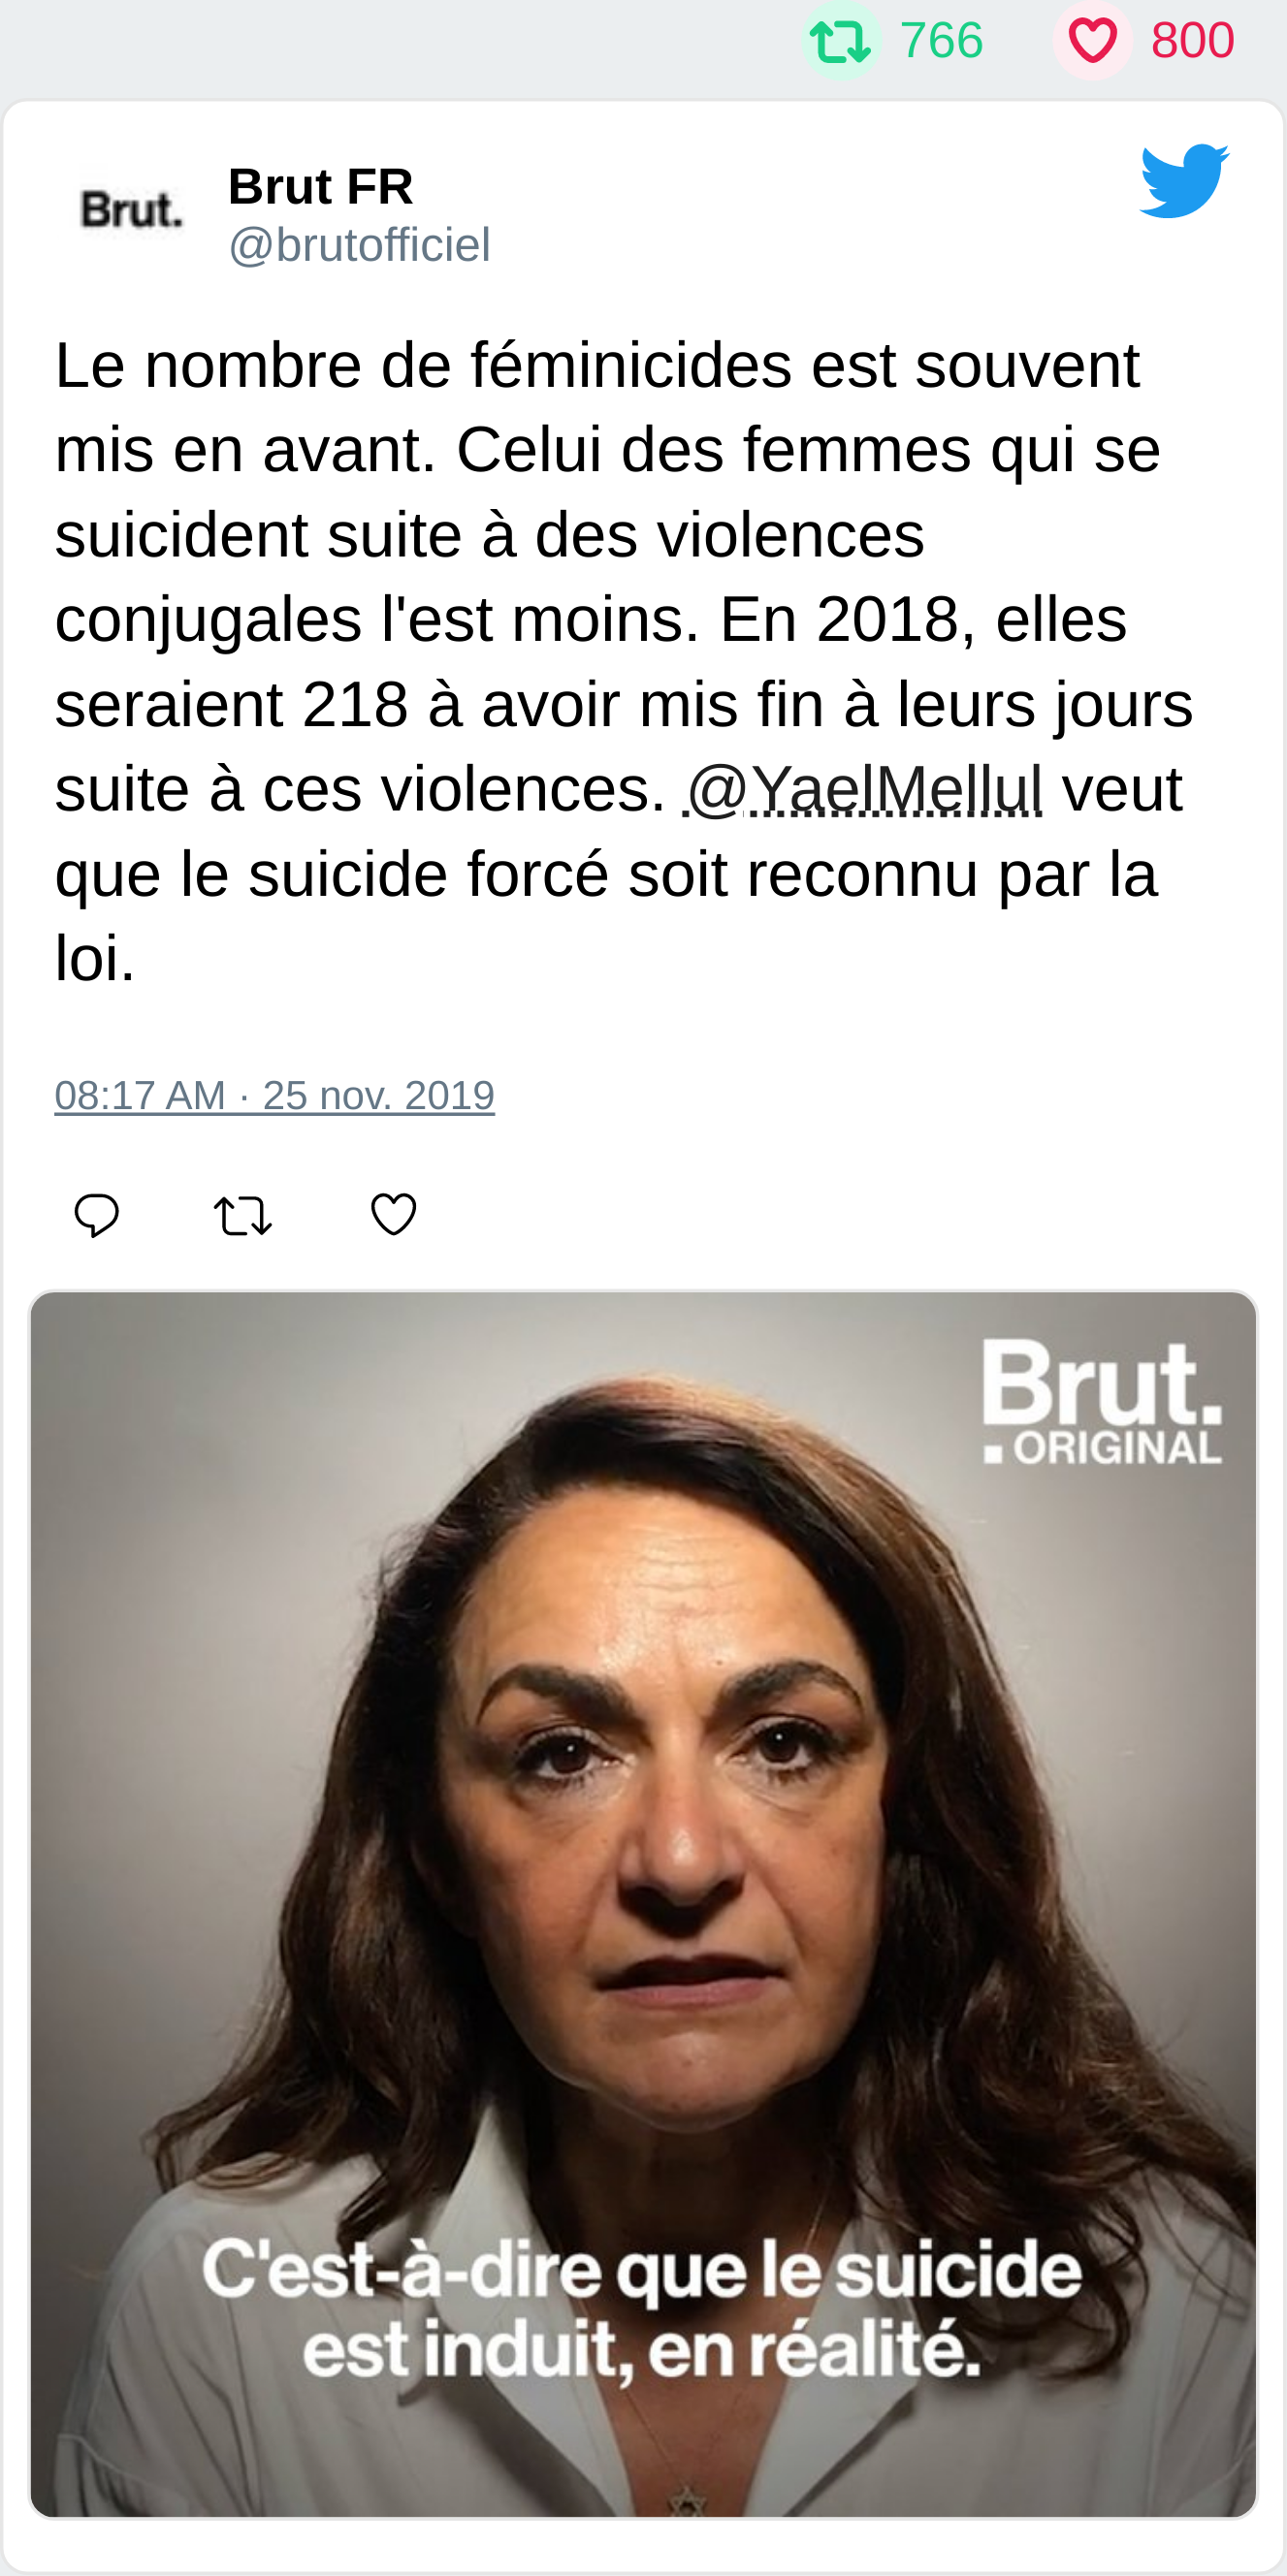 766 800
Brut.
Brut FR
@brutofficiel
Le nombre de féminicides est souvent
mis en avant. Celui des femmes qui se
suicident suite à des violences
conjugales l'est moins. En 2018, elles
seraient 218 à avoir mis fin à leurs jours
suite à ces violences. @YaelMellul veut
que le suicide forcé soit reconnu par la
loi.
08:17 AM · 25 nov. 2019
Brut.
ORIGINAL
C'est-à-dire que le suicide
est induit, en réalité.